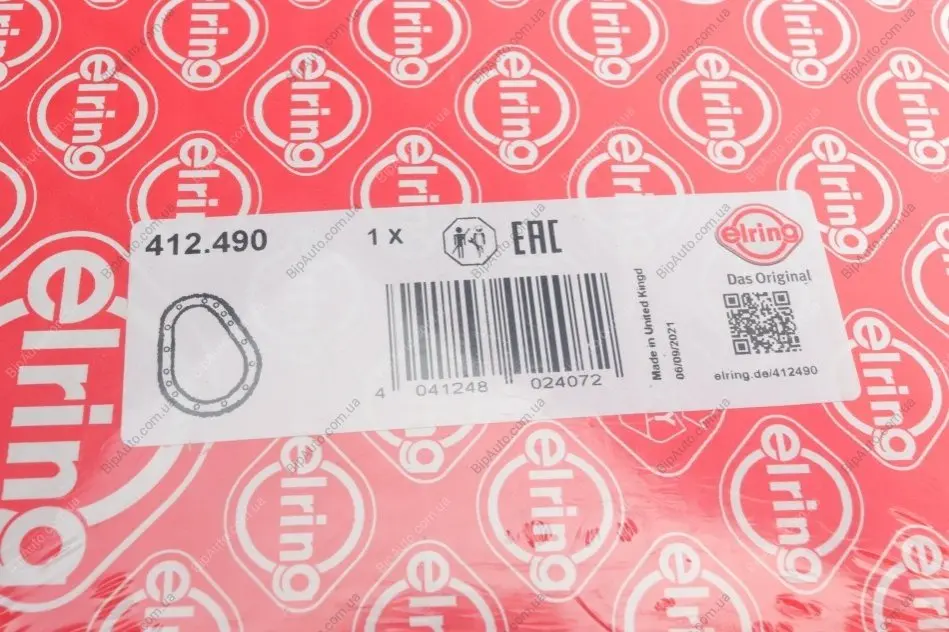 412.490
1 X
EAC
elring
Das Original
Made in United Kingd
06/09/2021
4 041248 024072
elring.de/412490
elring
BipAuto.com.ua